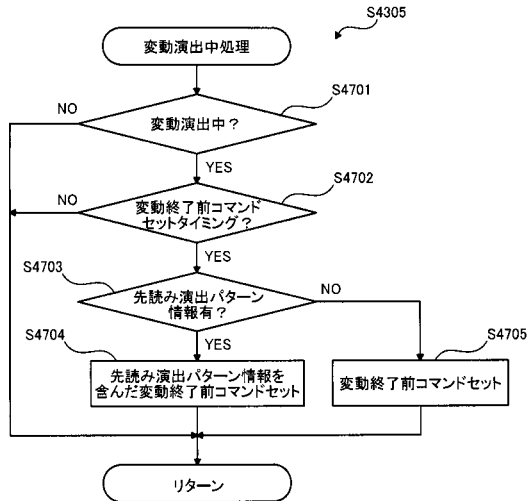 S4305
変動演出中処理
S4701
NO
変動演出中？
YES
S4702
NO
変動終了前コマンド
セットタイミング？
YES
S4703
NO
先読み演出パターン
情報有？
S4704
YES
S4705
先読み演出パターン情報を
含んだ変動終了前コマンドセット
変動終了前コマンドセット
リターン